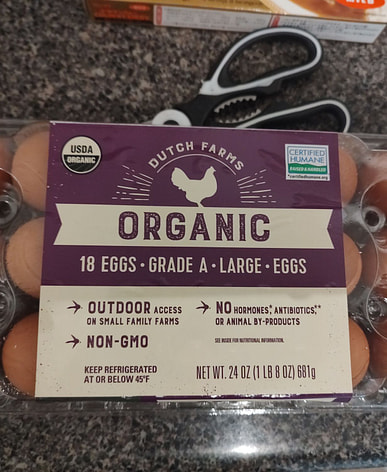 USDA
ORGANIC
DUTCH FARMS
CERTIFIED
HUMANE
RAISED & HANDLED
®certifiedhumane.org
ORGANIC
18 EGGS • GRADE A • LARGE • EGGS
OUTDOOR ACCESS
ON SMALL FAMILY FARMS
NON-GMO
NO HORMONES*, ANTIBIOTICS,**
OR ANIMAL BY-PRODUCTS
SEE INSIDE FOR NUTRITIONAL INFORMATION.
KEEP REFRIGERATED
AT OR BELOW 45°F
NET WT. 24 OZ (1 LB 8 OZ) 681g